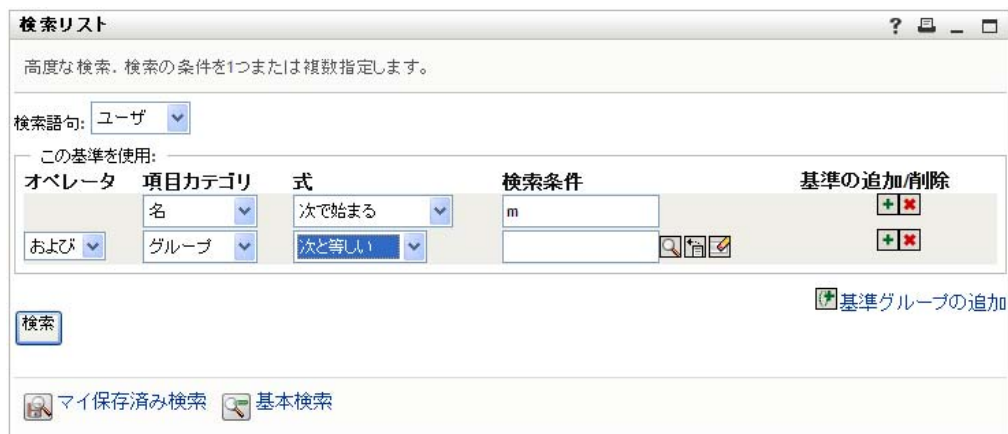 検索リスト ?
高度な検索. 検索の条件を1つまたは複数指定します。
検索語句: ユーザ
この基準を使用:
オペレータ 項目カテゴリ 式 検索条件 基準の追加/削除
名 次で始まる m
および グループ 次と等しい
基準グループの追加
検索
マイ保存済み検索 基本検索